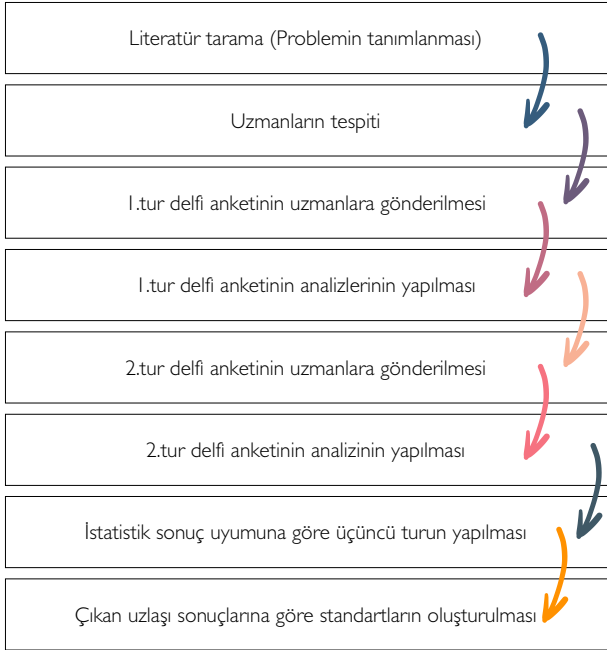 Literatür tarama (Problemin tanımlanması)
Uzmanların tespiti
1.tur delfi anketinin uzmanlara gönderilmesi
1.tur delfi anketinin analizlerinin yapılması
2.tur delfi anketinin uzmanlara gönderilmesi
2.tur delfi anketinin analizinin yapılması
İstatistik sonuç uyumuna göre üçüncü turun yapılması
Çıkan uzlaşı sonuçlarına göre standartların oluşturulması